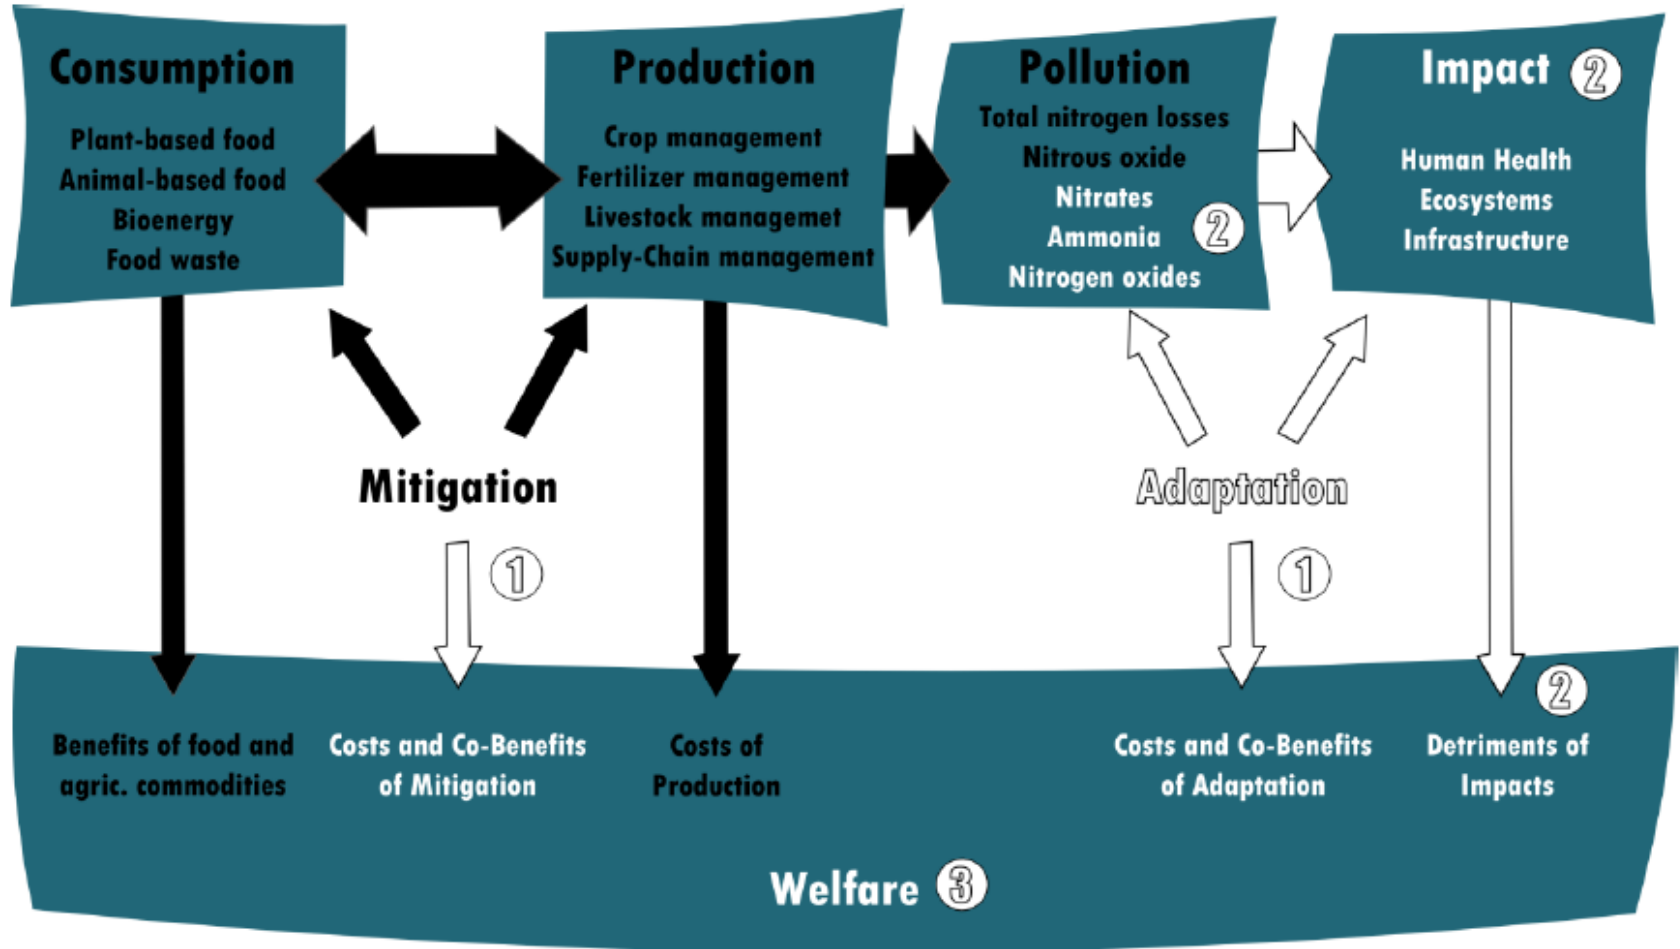 Consumption
Plant-based food
Animal-based food
Bioenergy
Food waste
Production
Crop management
Fertilizer management
Livestock managemet
Supply-Chain management
Pollution
Total nitrogen losses
Nitrous oxide
Nitrates
Ammonia
Nitrogen oxides
2
Impact 2
Human Health
Ecosystems
Infrastructure
Mitigation
1
Adaptation
1
Benefits of food and
agric. commodities
Costs and Co-Benefits
of Mitigation
Costs of
Production
Costs and Co-Benefits
of Adaptation
2
Detriments of
Impacts
Welfare 3